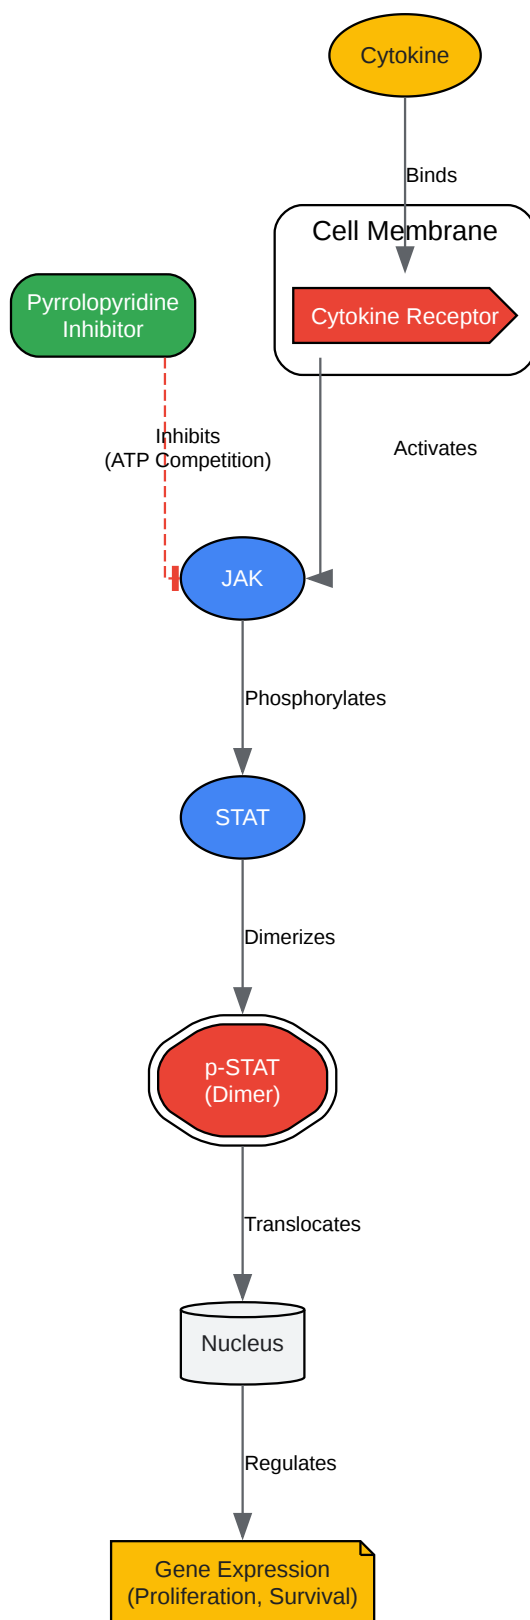 Cytokine
Binds
Cell Membrane
Cytokine Receptor
Pyrrolopyridine
Inhibitor
Inhibits
(ATP Competition)
Activates
JAK
Phosphorylates
STAT
Dimerizes
p-STAT
(Dimer)
Translocates
Nucleus
Regulates
Gene Expression
(Proliferation, Survival)